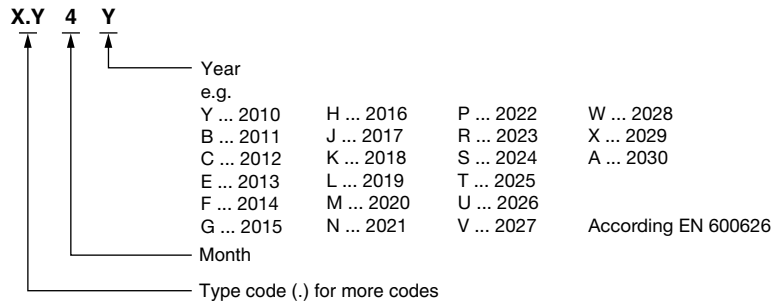 X.Y 4 Y
Year
e.g.
Y ... 2010 H ... 2016 P ... 2022 W ... 2028
B ... 2011 J ... 2017 R ... 2023 X ... 2029
C ... 2012 K ... 2018 S ... 2024 A ... 2030
E ... 2013 L ... 2019 T ... 2025
F ... 2014 M ... 2020 U ... 2026
G ... 2015 N ... 2021 V ... 2027 According EN 600626
Month
Type code (.) for more codes